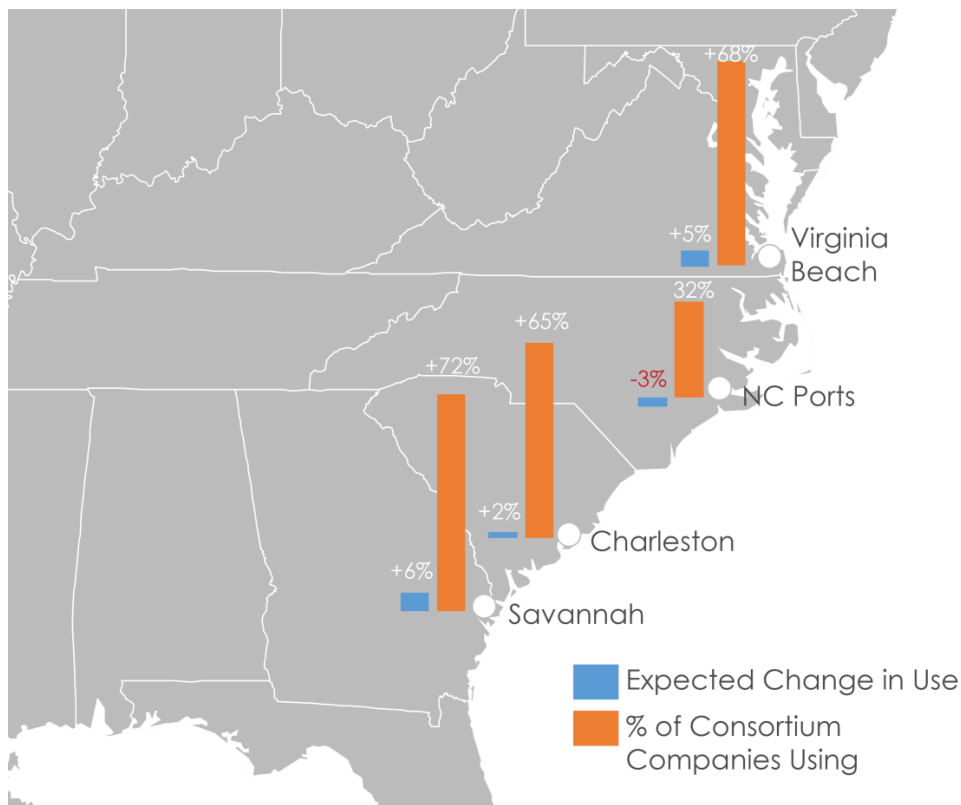 +68%
+5%
Virginia
Beach
32%
+65%
+72%
-3%
NC Ports
+2%
Charleston
+6%
Savannah
Expected Change in Use
% of Consortium
Companies Using